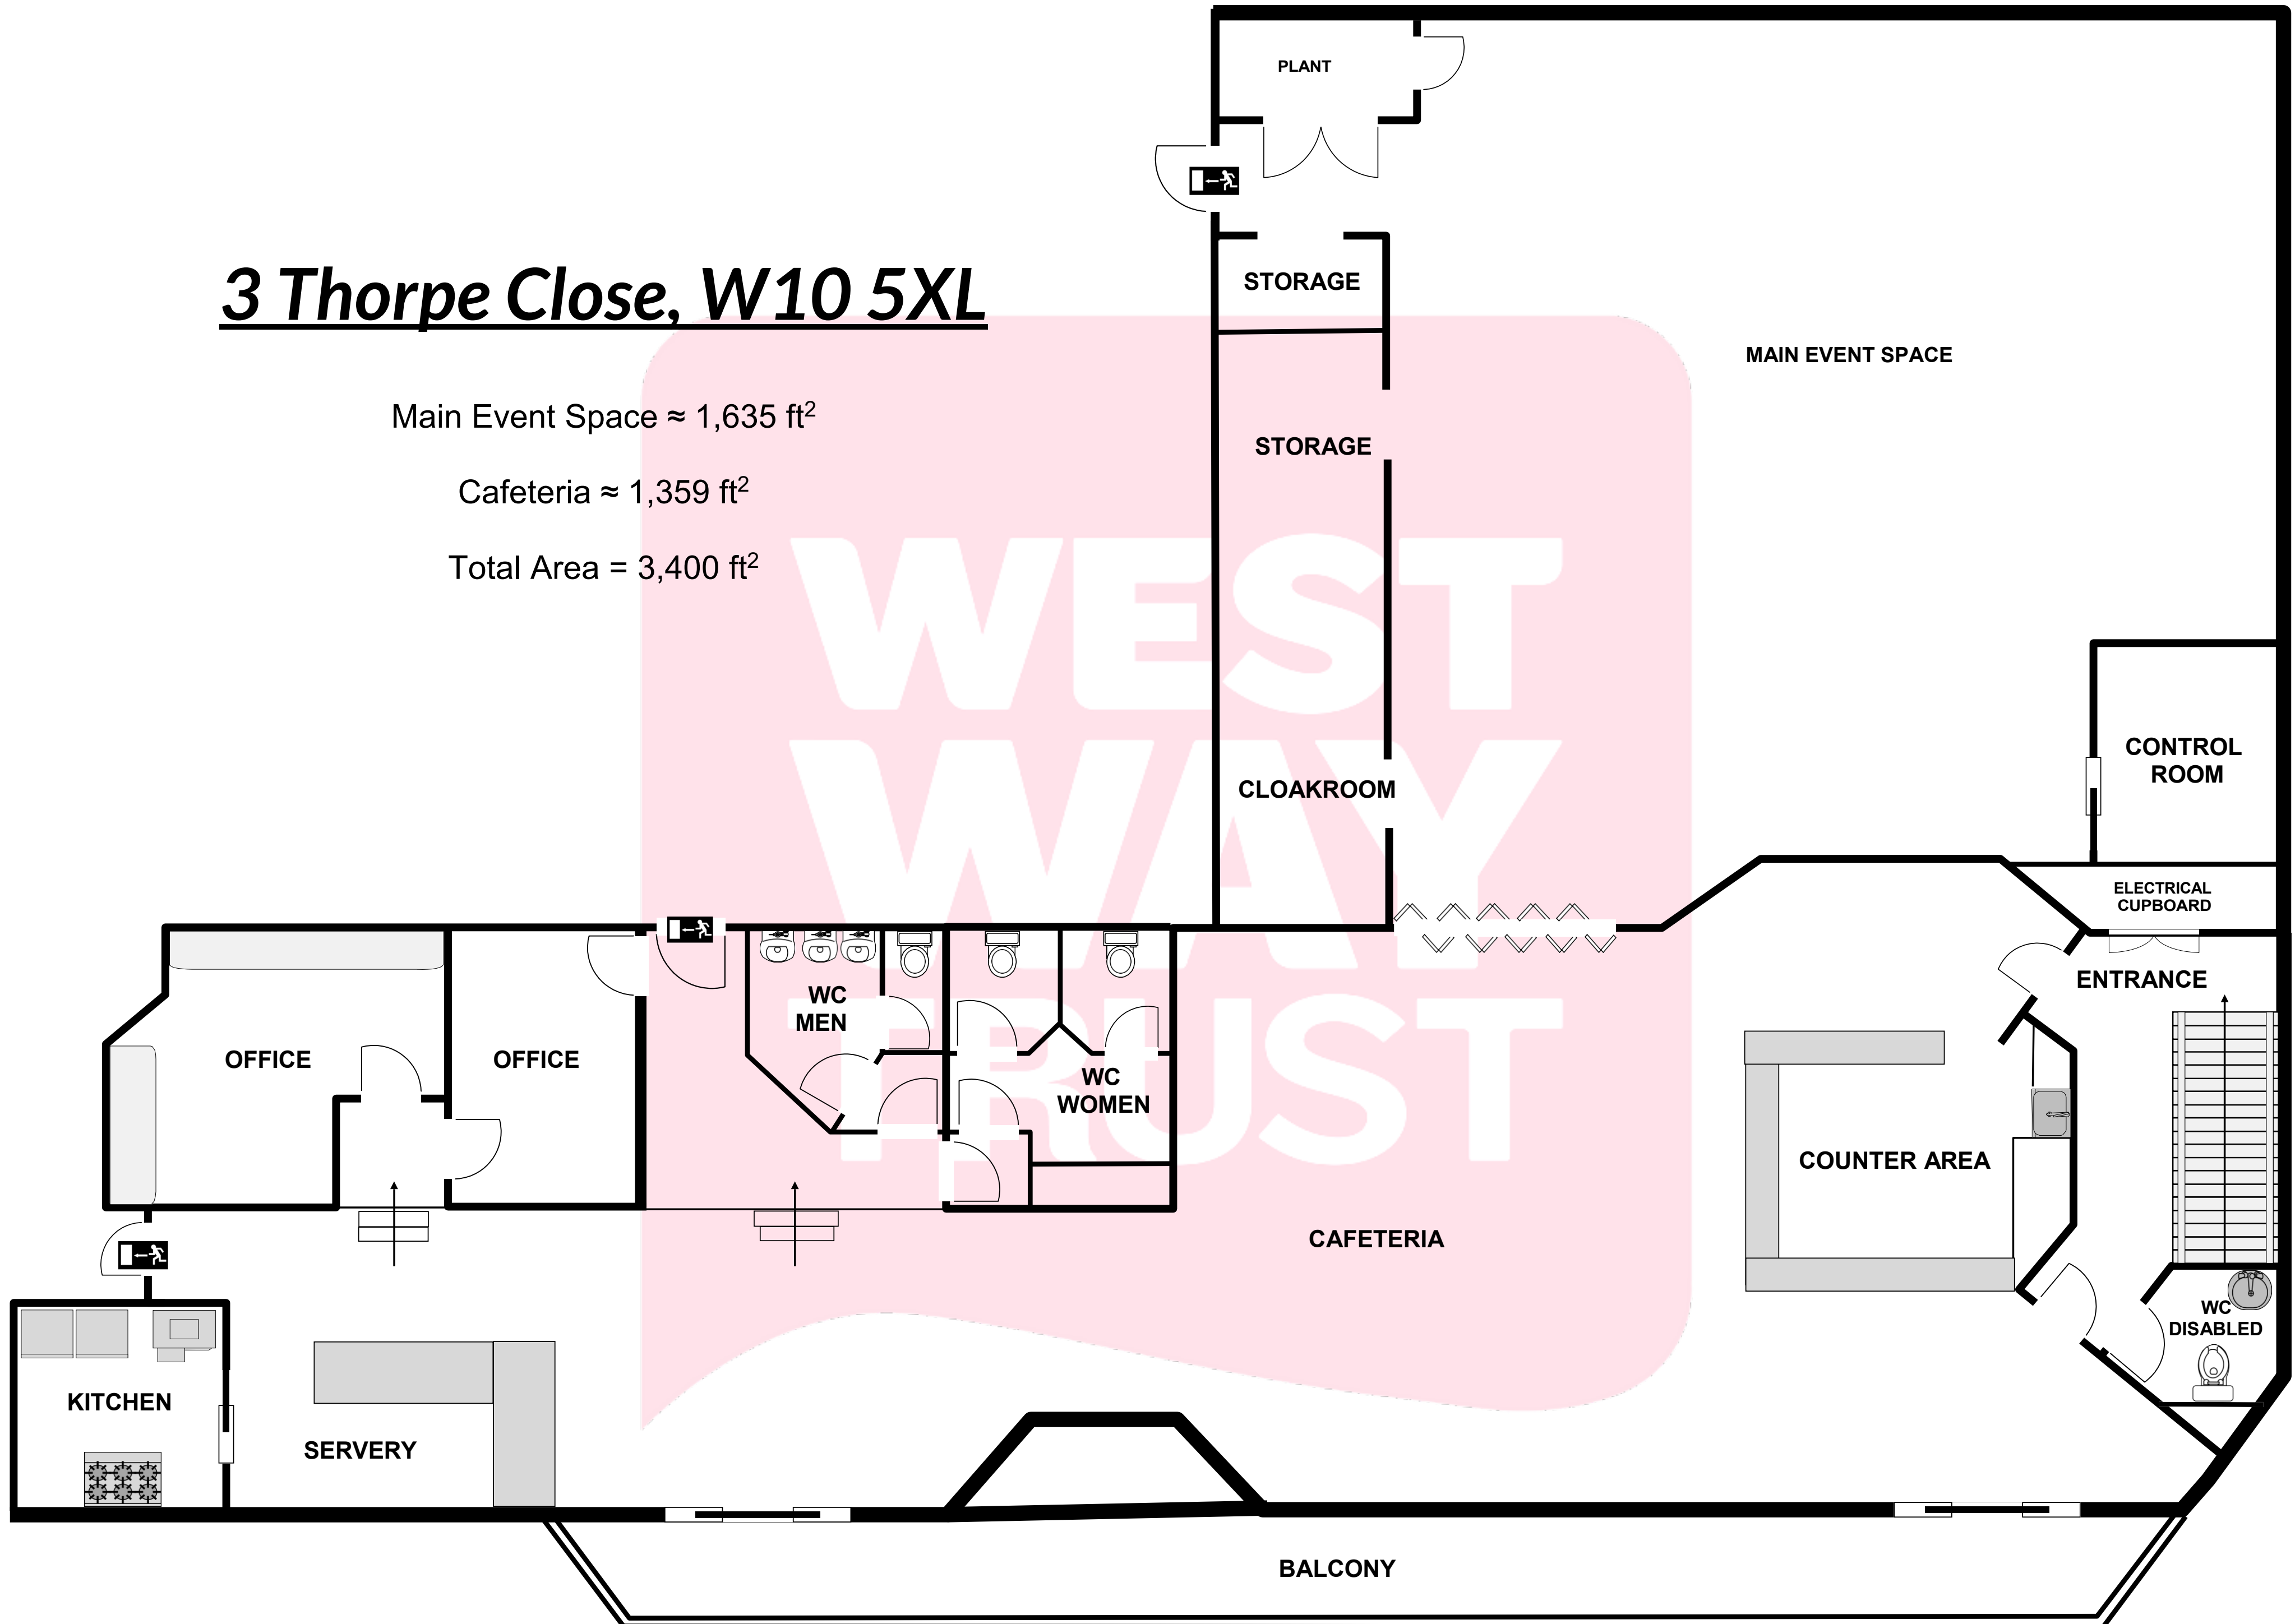 PLANT
3 Thorpe Close, W10 5XL
STORAGE
MAIN EVENT SPACE
Main Event Space ≈ 1,635 ft²
STORAGE
Cafeteria ≈ 1,359 ft²
Total Area = 3,400 ft²
WEST
WAY
TRUST
CONTROL
ROOM
CLOAKROOM
ELECTRICAL
CUPBOARD
ENTRANCE
WC
MEN
OFFICE
OFFICE
WC
WOMEN
COUNTER AREA
CAFETERIA
WC
DISABLED
KITCHEN
SERVERY
BALCONY